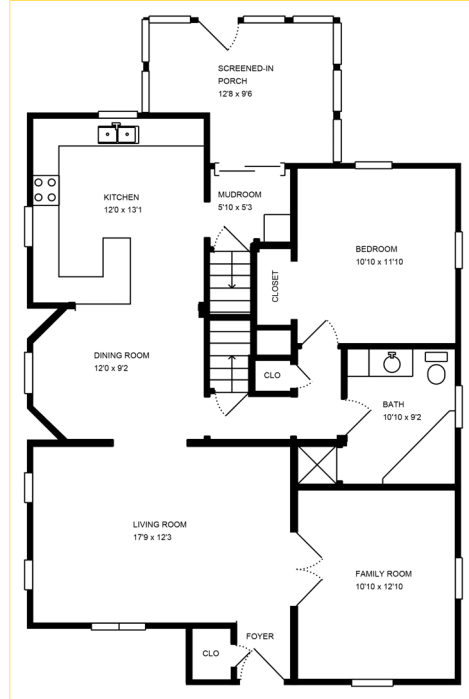 SCREENED-IN
PORCH
12'8 x 9'6
KITCHEN
12'0 x 13'1
MUDROOM
5'10 x 5'3
BEDROOM
10'10 x 11'10
CLOSET
DINING ROOM
12'0 x 9'2
CLO
BATH
10'10 x 9'2
LIVING ROOM
17'9 x 12'3
FAMILY ROOM
10'10 x 12'10
FOYER
CLO